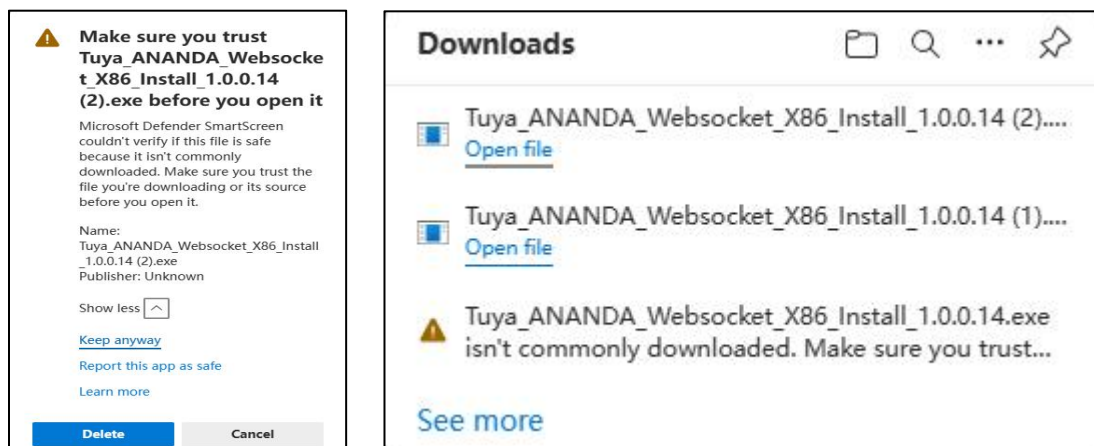 Make sure you trust
Tuya_ANANDA_Websocke
t_X86_Install_1.0.0.14
(2).exe before you open it
Microsoft Defender SmartScreen
couldn't verify if this file is safe
because it isn't commonly
downloaded. Make sure you trust the
file you're downloading or its source
before you open it.
Name:
Tuya_ANANDA_Websocket_X86_Install
_1.0.0.14 (2).exe
Publisher: Unknown
Show less
Keep anyway
Report this app as safe
Learn more
Delete
Cancel
Downloads
Tuya_ANANDA_Websocket_X86_Install_1.0.0.14 (2)....
Open file
Tuya_ANANDA_Websocket_X86_Install_1.0.0.14 (1)....
Open file
Tuya_ANANDA_Websocket_X86_Install_1.0.0.14.exe
isn't commonly downloaded. Make sure you trust...
See more